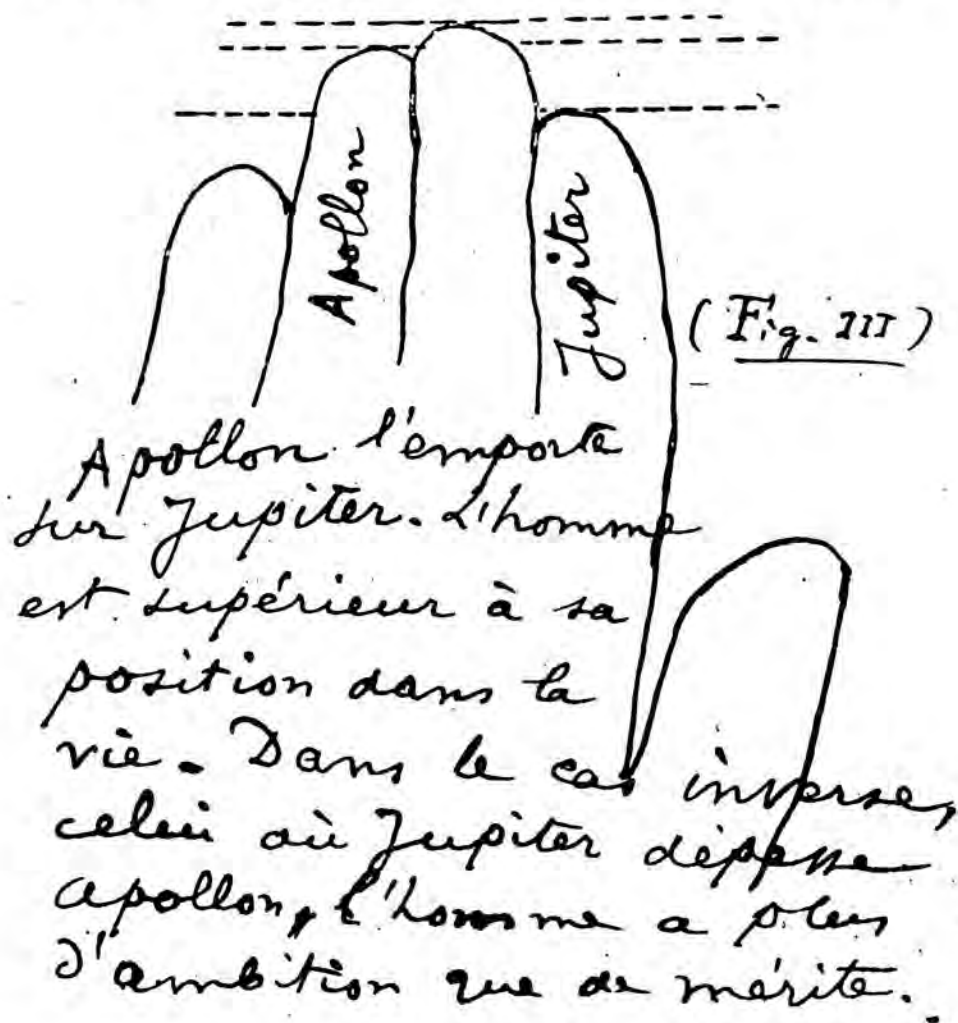 Apollon
Jupiter
(Fig. III)
Apollon l'emporte
sur Jupiter. L'homme
est supérieur à sa
position dans la
vie. Dans le cas inverse,
celui où Jupiter dépasse
Apollon, l'homme a plus
d'ambition que de mérite.